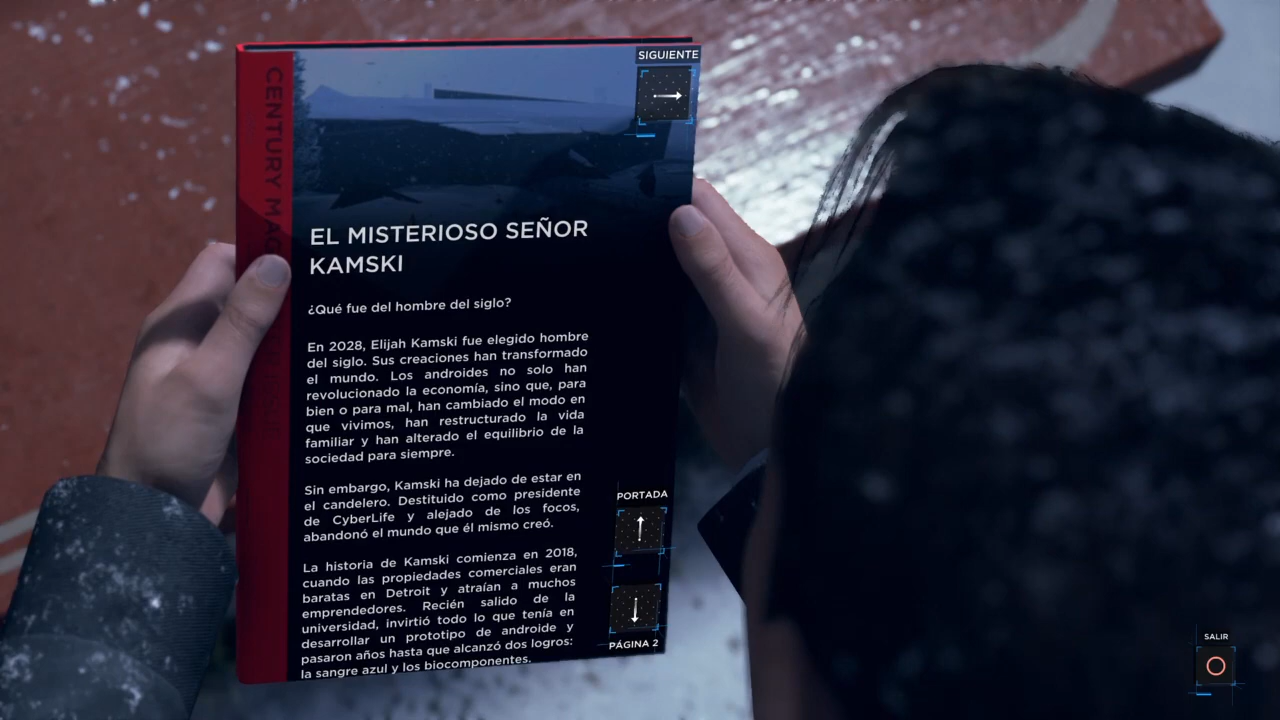 CENTURY MAG
SIGUIENTE
EL MISTERIOSO SEÑOR
KAMSKI
¿Qué fue del hombre del siglo?
En 2028, Elijah Kamski fue elegido hombre
del siglo. Sus creaciones han transformado
el mundo. Los androides no solo han
revolucionado la economía, sino que, para
bien o para mal, han cambiado el modo en
que vivimos, han restructurado la vida
familiar y han alterado el equilibrio de la
sociedad para siempre.
Sin embargo, Kamski ha dejado de estar en
el candelero. Destituido como presidente
de CyberLife y alejado de los focos,
abandonó el mundo que él mismo creó.
La historia de Kamski comienza en 2018,
cuando las propiedades comerciales eran
baratas en Detroit y atraían a muchos
emprendedores. Recién salido de la
universidad, invirtió todo lo que tenía en
desarrollar un prototipo de androide y
pasaron años hasta que alcanzó dos logros:
la sangre azul y los biocomponentes.
PORTADA
PÁGINA 2
SALIR